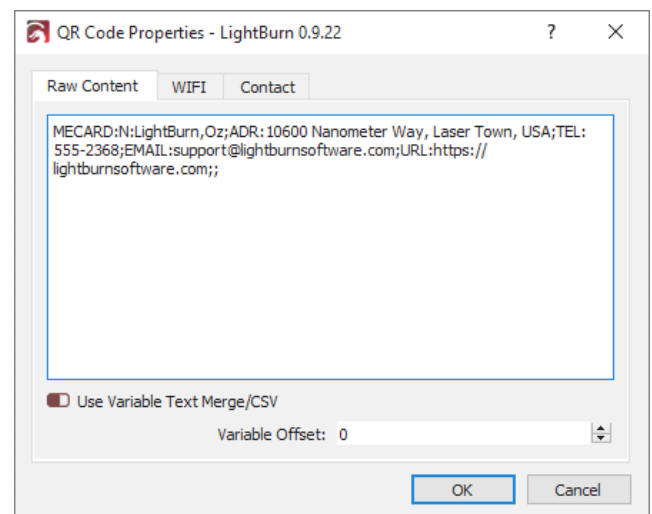 QR Code Properties - LightBurn 0.9.22 ?
Raw Content WIFI Contact
MECARD:N:LightBurn,Oz;ADR:10600 Nanometer Way, Laser Town, USA;TEL:
555-2368;EMAIL:support@lightburnsoftware.com;URL:https://
lightburnsoftware.com;;
Use Variable Text Merge/CSV
Variable Offset: 0
OK Cancel